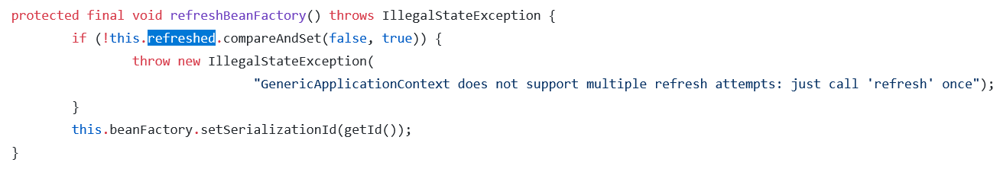 protected final void refreshBeanFactory() throws IllegalStateException {
if (!this.refreshed.compareAndSet(false, true)) {
throw new IllegalStateException(
"GenericApplicationContext does not support multiple refresh attempts: just call 'refresh' once");
}
this.beanFactory.setSerializationId(getId());
}